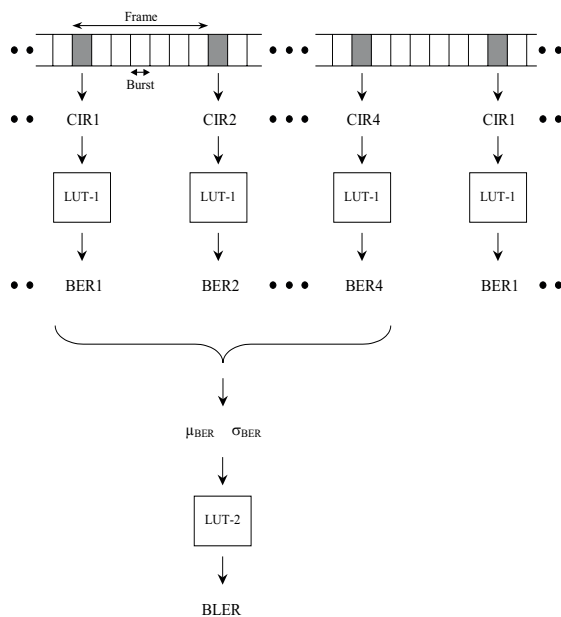 Frame
Burst
CIR1 CIR2 CIR4 CIR1
LUT-1 LUT-1 LUT-1 LUT-1
BER1 BER2 BER4 BER1
μBER σBER
LUT-2
BLER